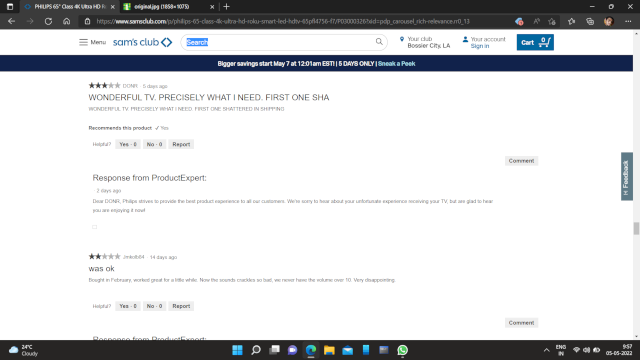 PHILIPS 65" Class 4K Ultra HD R
original.jpg (1858×1045)
https://www.samsclub.com/p/philips-65-class-4k-ultra-hd-roku-smart-led-hdtv-65pfl4756-f7/P03000326?xid=pdp_carousel_rich-relevance.rr0_13
Menu
sam's club
Search
Your club
Bossier City, LA
Your account
Sign in
Cart 0
Bigger savings start May 7 at 12:01am EST! | 5 DAYS ONLY | Sneak a Peek
DONR · 5 days ago
WONDERFUL TV. PRECISELY WHAT I NEED. FIRST ONE SHA
WONDERFUL TV. PRECISELY WHAT I NEED. FIRST ONE SHATTERED IN SHIPPING
Recommends this product ✓ Yes
Helpful? Yes · 0 No · 0 Report
Comment
Feedback
Response from ProductExpert:
2 days ago
Dear DONR, Philips strives to provide the best product experience to all our customers. We're sorry to hear about your unfortunate experience receiving your TV, but are glad to hear
you are enjoying it now!
· 14 days ago
was ok
Bought in February, worked great for a little while. Now the sounds crackles so bad, we never have the volume over 10. Very disappointing.
Helpful? Yes · 0 No · 0 Report
Comment
Response from ProductExpert:
24°C
Cloudy
ENG
IN
9:57
05-05-2022